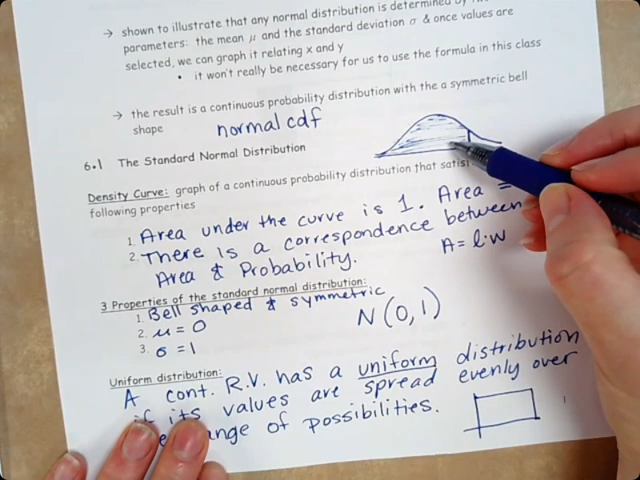 → shown to illustrate that any normal distribution is determined by
parameters: the mean μ and the standard deviation σ & once values are
selected, we can graph it relating x and y
• it won't really be necessary for us to use the formula in this class
→ the result is a continuous probability distribution with the a symmetric bell
shape normalcdf
6.1 The Standard Normal Distribution
Density Curve: graph of a continuous probability distribution that
following properties
1. Area under the curve is 1. Area =
2. There is a correspondence between
Area & Probability. A = l·w
3 Properties of the standard normal distribution:
1. Bell shaped & symmetric
2. μ = 0 N(0,1)
3. σ = 1
Uniform distribution:
A cont. R.V. has a uniform distribution
if its values are spread evenly over
range of possibilities.